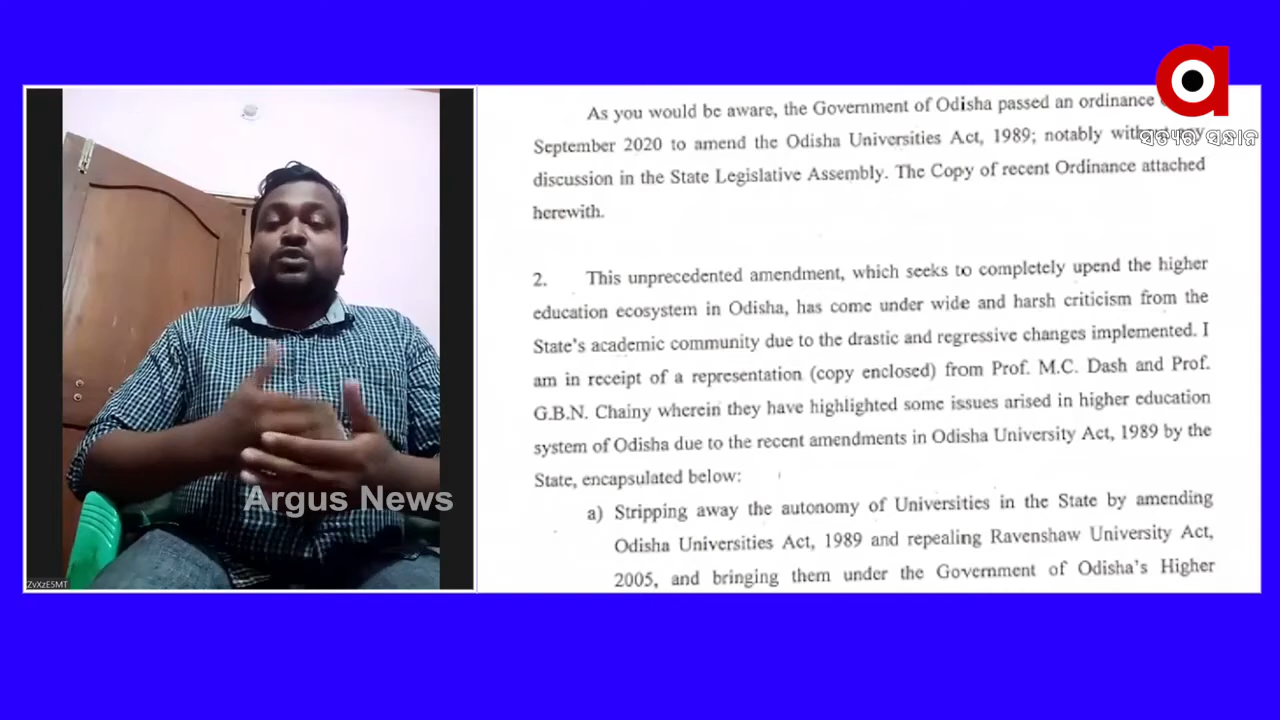 As you would be aware, the Government of Odisha passed an ordinance
September 2020 to amend the Odisha Universities Act, 1989; notably
discussion in the State Legislative Assembly. The Copy of recent Ordinance attached
herewith.
2. This unprecedented amendment, which seeks to completely upend the higher
education ecosystem in Odisha, has come under wide and harsh criticism from the
State's academic community due to the drastic and regressive changes implemented. I
am in receipt of a representation (copy enclosed) from Prof. M.C. Dash and Prof.
G.B.N. Chainy wherein they have highlighted some issues arised in higher education
system of Odisha due to the recent amendments in Odisha University Act, 1989 by the
State, encapsulated below:
a) Stripping away the autonomy of Universities in the State by amending
Odisha Universities Act, 1989 and repealing Ravenshaw University Act,
2005, and bringing them under the Government of Odisha's Higher
Argus News
ZvXzE5MT